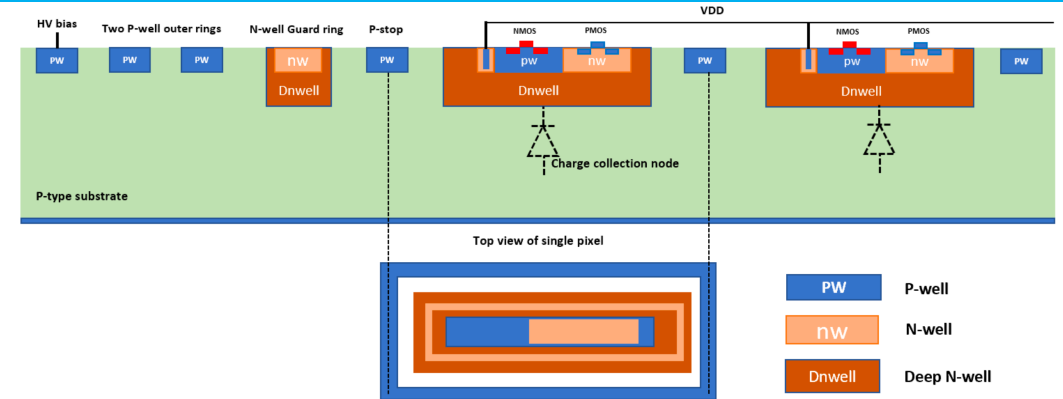 VDD
HV bias
Two P-well outer rings
N-well Guard ring
P-stop
NMOS
PMOS
NMOS
PMOS
PW
PW
PW
nw
PW
pw
nw
PW
pw
nw
PW
Dnwell
Dnwell
Dnwell
Charge collection node
P-type substrate
Top view of single pixel
PW
P-well
nw
N-well
Dnwell
Deep N-well